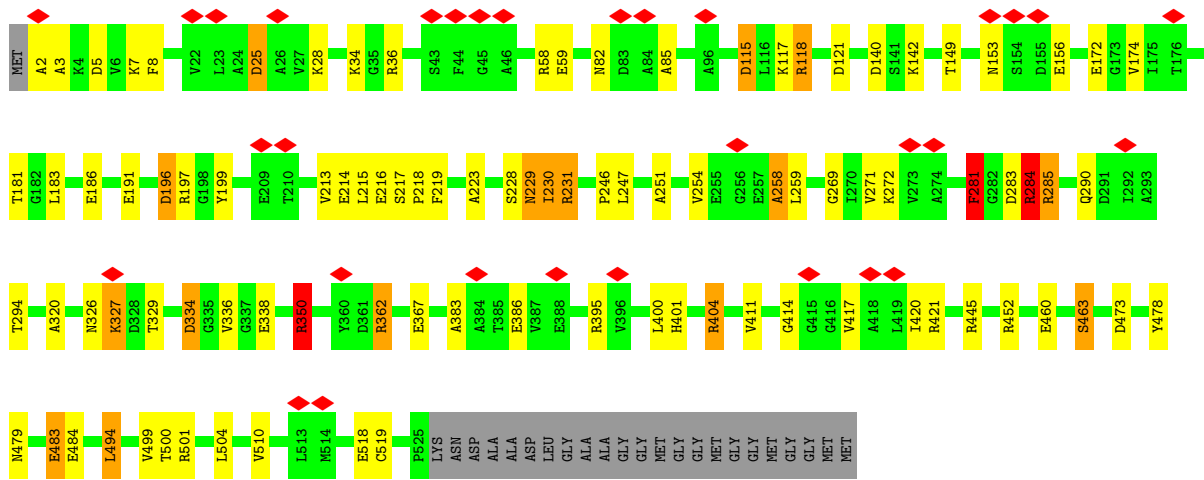 MET A2 A3 K4 D5 V6 K7 F8 V22 L23 A24 D25 A26 V27 K28 K34 G35 R36 S43 F44 G45 A46 R58 E59 N82 D83 A84 A85 A96 D115 L116 K117 R118 D121 D140 S141 K142 T149 N153 S154 D155 E156 E172 G173 V174 I175 T176
T181 G182 L183 E186 E191 D196 R197 G198 Y199 E209 T210 V213 E214 L215 E216 S217 P218 F219 A223 S228 N229 I230 R231 P246 L247 A251 V254 E255 G256 E257 A258 L259 G269 I270 V271 K272 V273 A274 F281 G282 D283 R284 R285 Q290 D291 I292 A293
T294 A320 N326 K327 D328 T329 D334 G335 V336 G337 E338 R350 Y360 D361 R362 E367 A383 A384 T385 E386 V387 E388 R395 V396 L400 H401 R404 V411 G414 G415 G416 V417 A418 L419 I420 R421 R445 R452 E460 S463 D473 Y478
N479 E483 E484 L494 V499 T500 R501 L504 V510 L513 M514 E518 C519 P525 LYS ASN ASP ALA ALA ASP LEU GLY ALA ALA GLY GLY MET GLY GLY MET GLY GLY MET GLY GLY MET MET